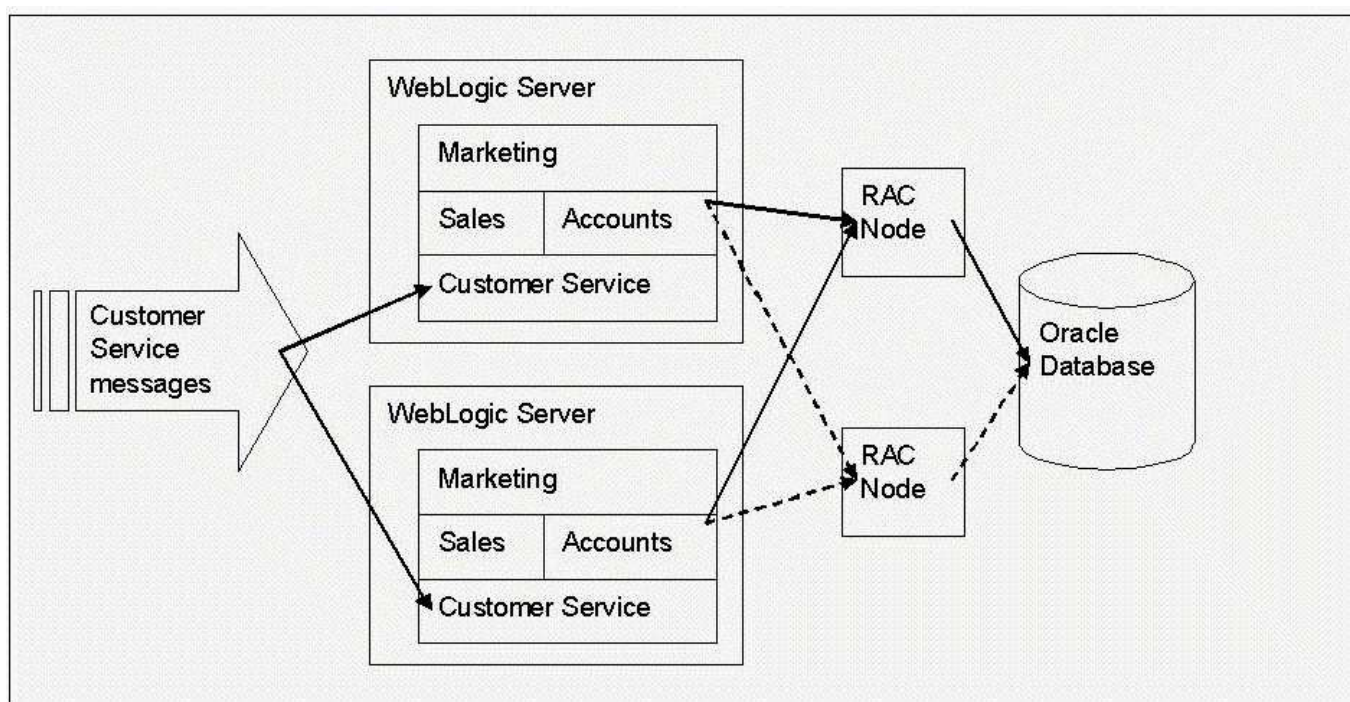 WebLogic Server
Marketing
Sales
Accounts
Customer Service
WebLogic Server
Marketing
Sales
Accounts
Customer Service
Customer
Service
messages
RAC
Node
RAC
Node
Oracle
Database